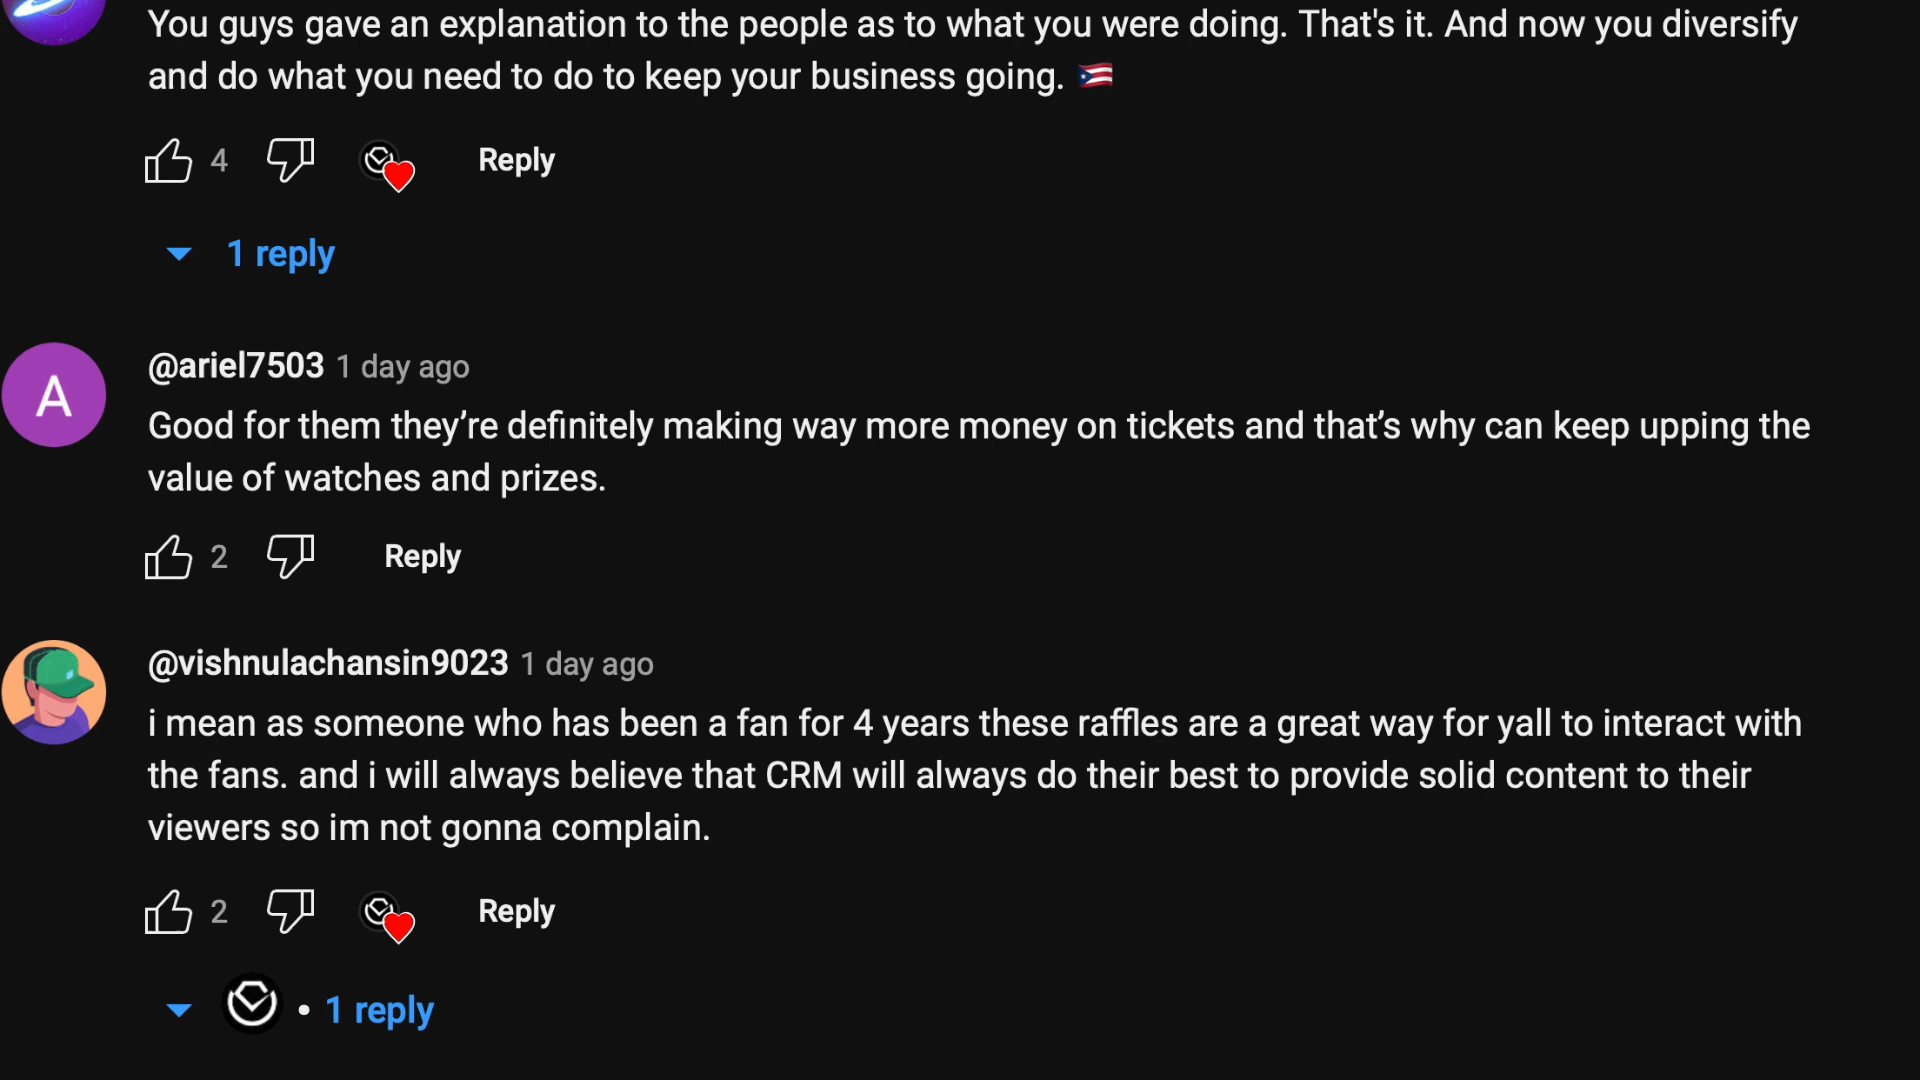 You guys gave an explanation to the people as to what you were doing. That's it. And now you diversify
and do what you need to do to keep your business going. 🇵🇷
4 Reply
1 reply
A
@ariel7503 1 day ago
Good for them they’re definitely making way more money on tickets and that’s why can keep upping the
value of watches and prizes.
2 Reply
@vishnulachansin9023 1 day ago
i mean as someone who has been a fan for 4 years these raffles are a great way for yall to interact with
the fans. and i will always believe that CRM will always do their best to provide solid content to their
viewers so im not gonna complain.
2 Reply
• 1 reply